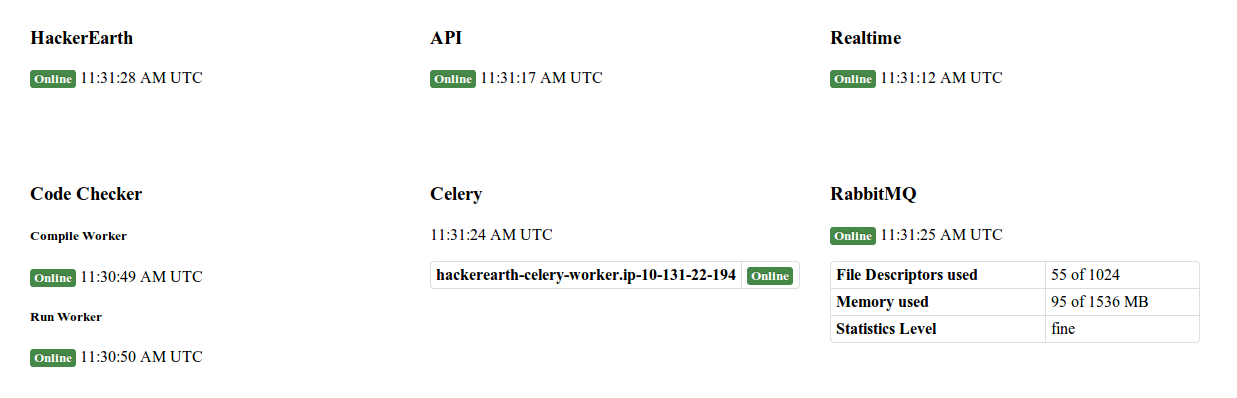 HackerEarth
Online 11:31:28 AM UTC
API
Online 11:31:17 AM UTC
Realtime
Online 11:31:12 AM UTC
Code Checker
Compile Worker
Online 11:30:49 AM UTC
Run Worker
Online 11:30:50 AM UTC
Celery
11:31:24 AM UTC
hackerearth-celery-worker.ip-10-131-22-194 Online
RabbitMQ
Online 11:31:25 AM UTC
File Descriptors used 55 of 1024
Memory used 95 of 1536 MB
Statistics Level fine